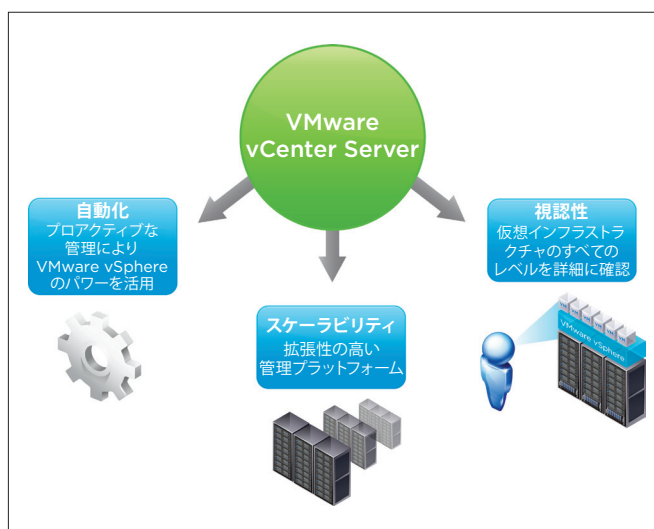 VMware
vCenter Server
自動化
プロアクティブな
管理により
VMware vSphere
のパワーを活用
スケーラビリティ
拡張性の高い
管理プラットフォーム
視認性
仮想インフラストラ
クチャのすべての
レベルを詳細に確認
VMware vSphere